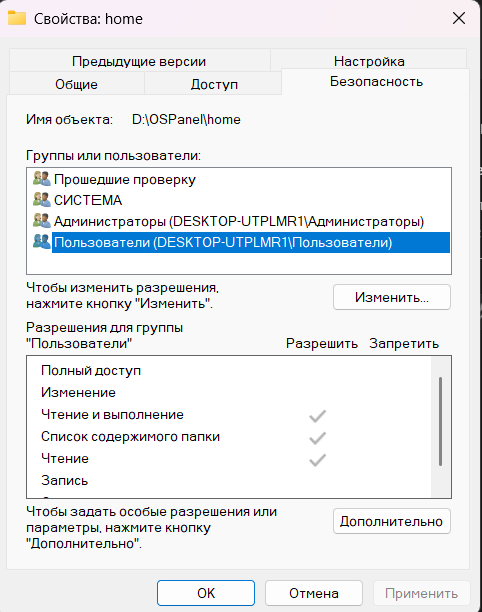 Свойства: home
Предыдущие версии
Настройка
Общие
Доступ
Безопасность
Имя объекта: D:\OSPanel\home
Группы или пользователи:
Прошедшие проверку
СИСТЕМА
Администраторы (DESKTOP-UTPLMR1\Администраторы)
Пользователи (DESKTOP-UTPLMR1\Пользователи)
Чтобы изменить разрешения,
нажмите кнопку "Изменить".
Изменить...
Разрешения для группы
"Пользователи"
Разрешить
Запретить
Полный доступ
Изменение
Чтение и выполнение
Список содержимого папки
Чтение
Запись
Чтобы задать особые разрешения или
параметры, нажмите кнопку
"Дополнительно".
Дополнительно
ОК
Отмена
Применить